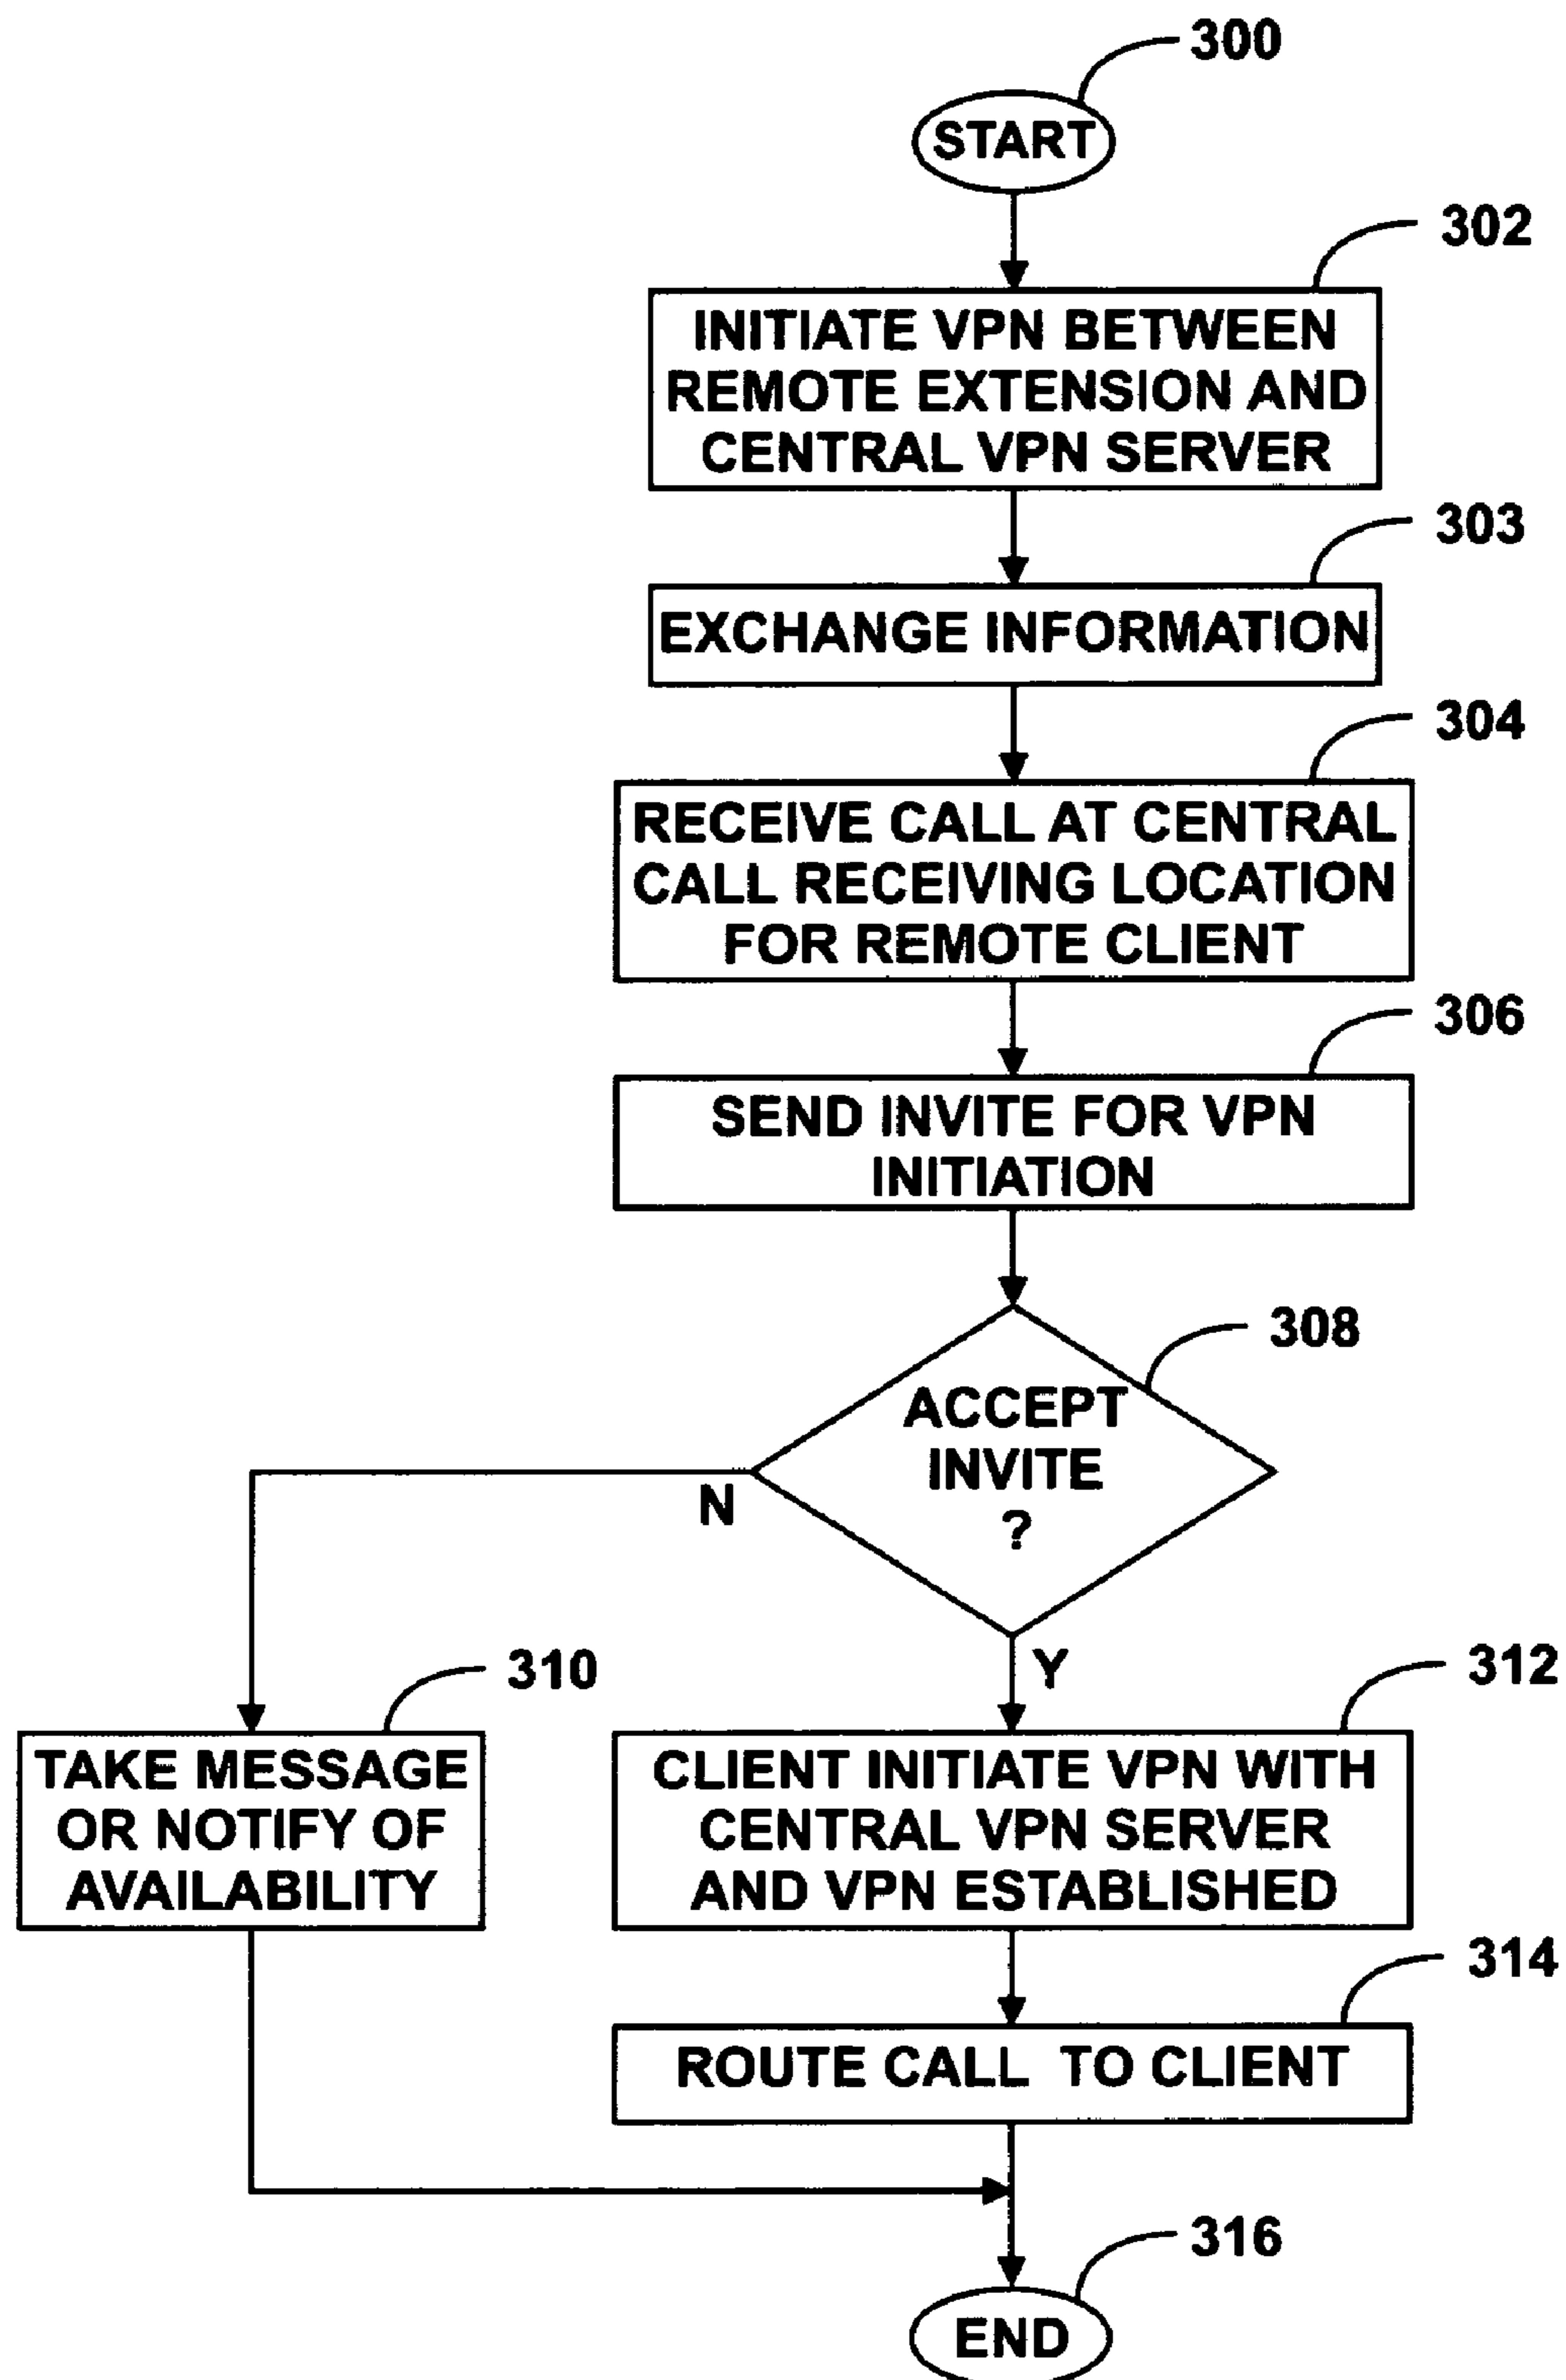 300
START
302
INITIATE VPN BETWEEN
REMOTE EXTENSION AND
CENTRAL VPN SERVER
303
EXCHANGE INFORMATION
304
RECEIVE CALL AT CENTRAL
CALL RECEIVING LOCATION
FOR REMOTE CLIENT
306
SEND INVITE FOR VPN
INITIATION
308
ACCEPT
INVITE
?
N
Y
310
TAKE MESSAGE
OR NOTIFY OF
AVAILABILITY
312
CLIENT INITIATE VPN WITH
CENTRAL VPN SERVER
AND VPN ESTABLISHED
314
ROUTE CALL TO CLIENT
316
END